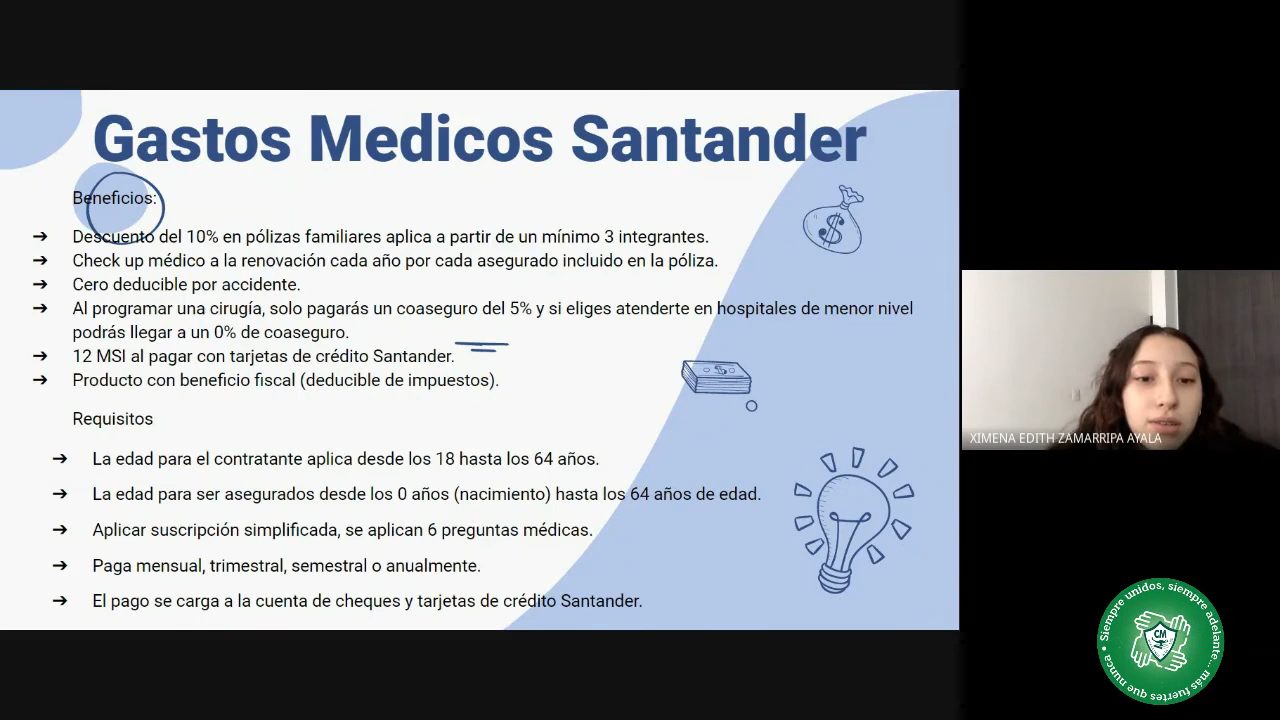 Gastos Medicos Santander
Beneficios:
➔ Descuento del 10% en pólizas familiares aplica a partir de un mínimo 3 integrantes.
➔ Check up médico a la renovación cada año por cada asegurado incluido en la póliza.
➔ Cero deducible por accidente.
➔ Al programar una cirugía, solo pagarás un coaseguro del 5% y si eliges atenderte en hospitales de menor nivel
podrás llegar a un 0% de coaseguro.
➔ 12 MSI al pagar con tarjetas de crédito Santander.
➔ Producto con beneficio fiscal (deducible de impuestos).
Requisitos
➔ La edad para el contratante aplica desde los 18 hasta los 64 años.
➔ La edad para ser asegurados desde los 0 años (nacimiento) hasta los 64 años de edad.
➔ Aplicar suscripción simplificada, se aplican 6 preguntas médicas.
➔ Paga mensual, trimestral, semestral o anualmente.
➔ El pago se carga a la cuenta de cheques y tarjetas de crédito Santander.
XIMENA EDITH ZAMARRIPA AYALA
Siempre unidos, siempre adelante... más fuertes que nunca •
CM